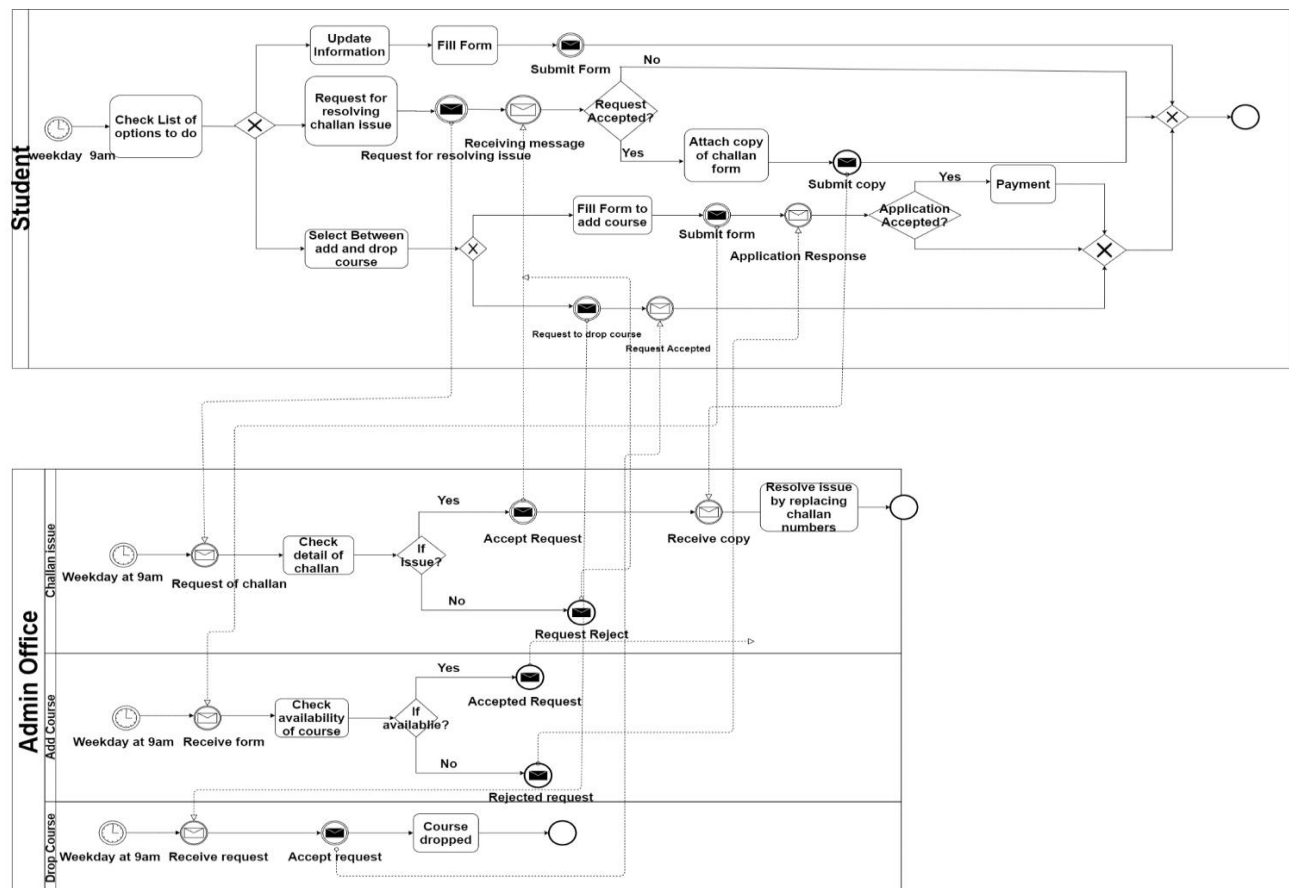 Student
weekday 9am
Check List of
options to do
Update
Information
Fill Form
Submit Form
Request for
resolving
challan issue
Request for resolving issue
Receiving message
Request
Accepted?
No
Yes
Attach copy
of challan
form
Submit copy
Select Between
add and drop
course
Fill Form to
add course
Submit form
Application Response
Application
Accepted?
Yes
Payment
Request to drop course
Request Accepted
Admin Office
Challan issue
Weekday at 9am
Request of challan
Check
detail of
challan
If
Issue?
Yes
Accept Request
Receive copy
Resolve issue
by replacing
challan
numbers
No
Request Reject
Add Course
Weekday at 9am
Receive form
Check
availability
of course
If
availablie?
Yes
Accepted Request
No
Rejected request
Drop Course
Weekday at 9am
Receive request
Accept request
Course
dropped